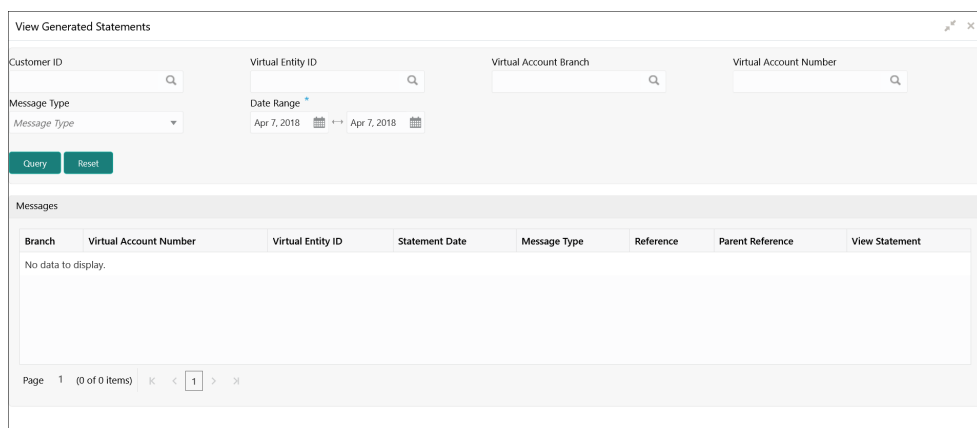 View Generated Statements
Customer ID Virtual Entity ID Virtual Account Branch Virtual Account Number
Message Type Date Range *
Message Type Apr 7, 2018 Apr 7, 2018
Query Reset
Messages
Branch Virtual Account Number Virtual Entity ID Statement Date Message Type Reference Parent Reference View Statement
No data to display.
Page 1 (0 of 0 items) 1